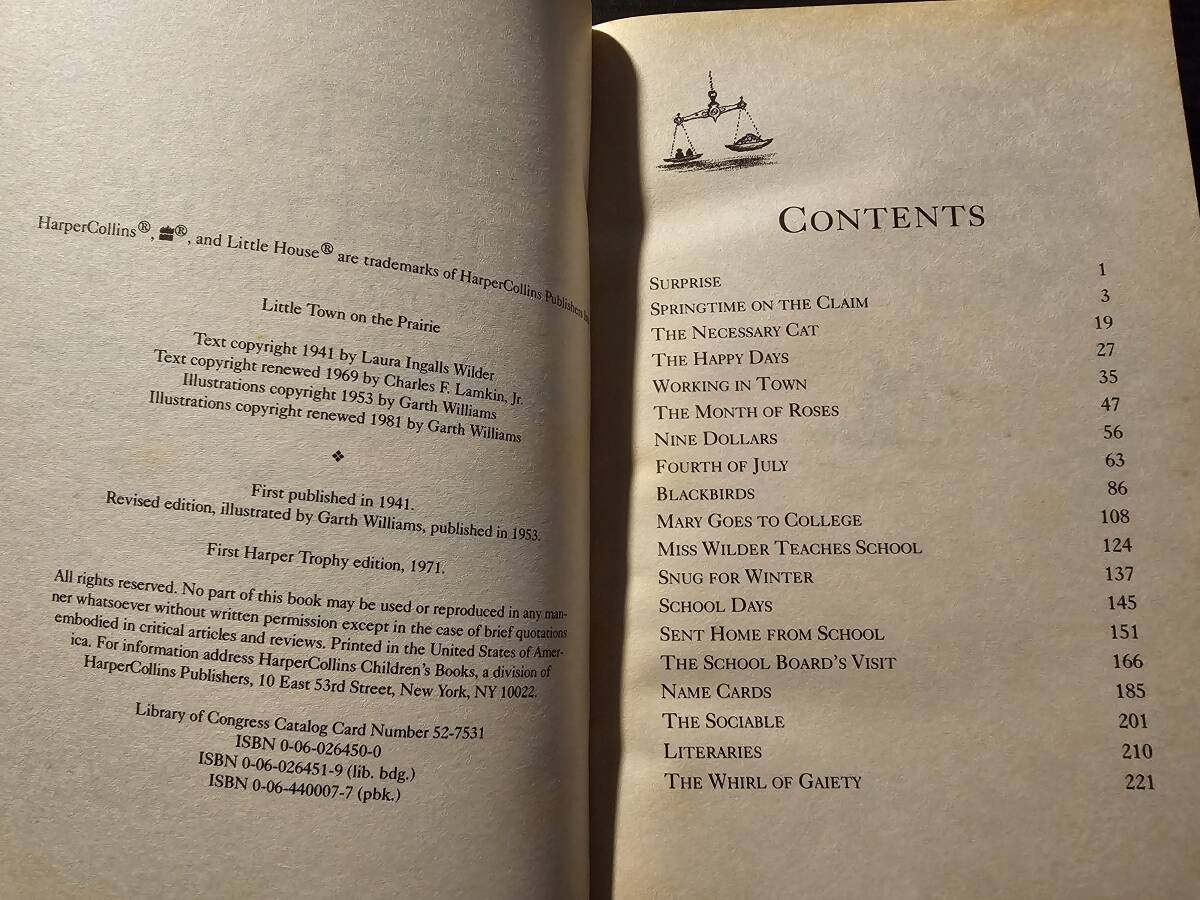 HarperCollins®, ®, and Little House® are trademarks of HarperCollins Publishers Inc.
Little Town on the Prairie
Text copyright 1941 by Laura Ingalls Wilder
Text copyright renewed 1969 by Charles F. Lamkin, Jr.
Illustrations copyright 1953 by Garth Williams
Illustrations copyright renewed 1981 by Garth Williams
First published in 1941.
Revised edition, illustrated by Garth Williams, published in 1953.
First Harper Trophy edition, 1971.
All rights reserved. No part of this book may be used or reproduced in any man-
ner whatsoever without written permission except in the case of brief quotations
embodied in critical articles and reviews. Printed in the United States of Amer-
ica. For information address HarperCollins Children's Books, a division of
HarperCollins Publishers, 10 East 53rd Street, New York, NY 10022.
Library of Congress Catalog Card Number 52-7531
ISBN 0-06-026450-0
ISBN 0-06-026451-9 (lib. bdg.)
ISBN 0-06-440007-7 (pbk.)
CONTENTS
SURPRISE 1
SPRINGTIME ON THE CLAIM 3
THE NECESSARY CAT 19
THE HAPPY DAYS 27
WORKING IN TOWN 35
THE MONTH OF ROSES 47
NINE DOLLARS 56
FOURTH OF JULY 63
BLACKBIRDS 86
MARY GOES TO COLLEGE 108
MISS WILDER TEACHES SCHOOL 124
SNUG FOR WINTER 137
SCHOOL DAYS 145
SENT HOME FROM SCHOOL 151
THE SCHOOL BOARD'S VISIT 166
NAME CARDS 185
THE SOCIABLE 201
LITERARIES 210
THE WHIRL OF GAIETY 221